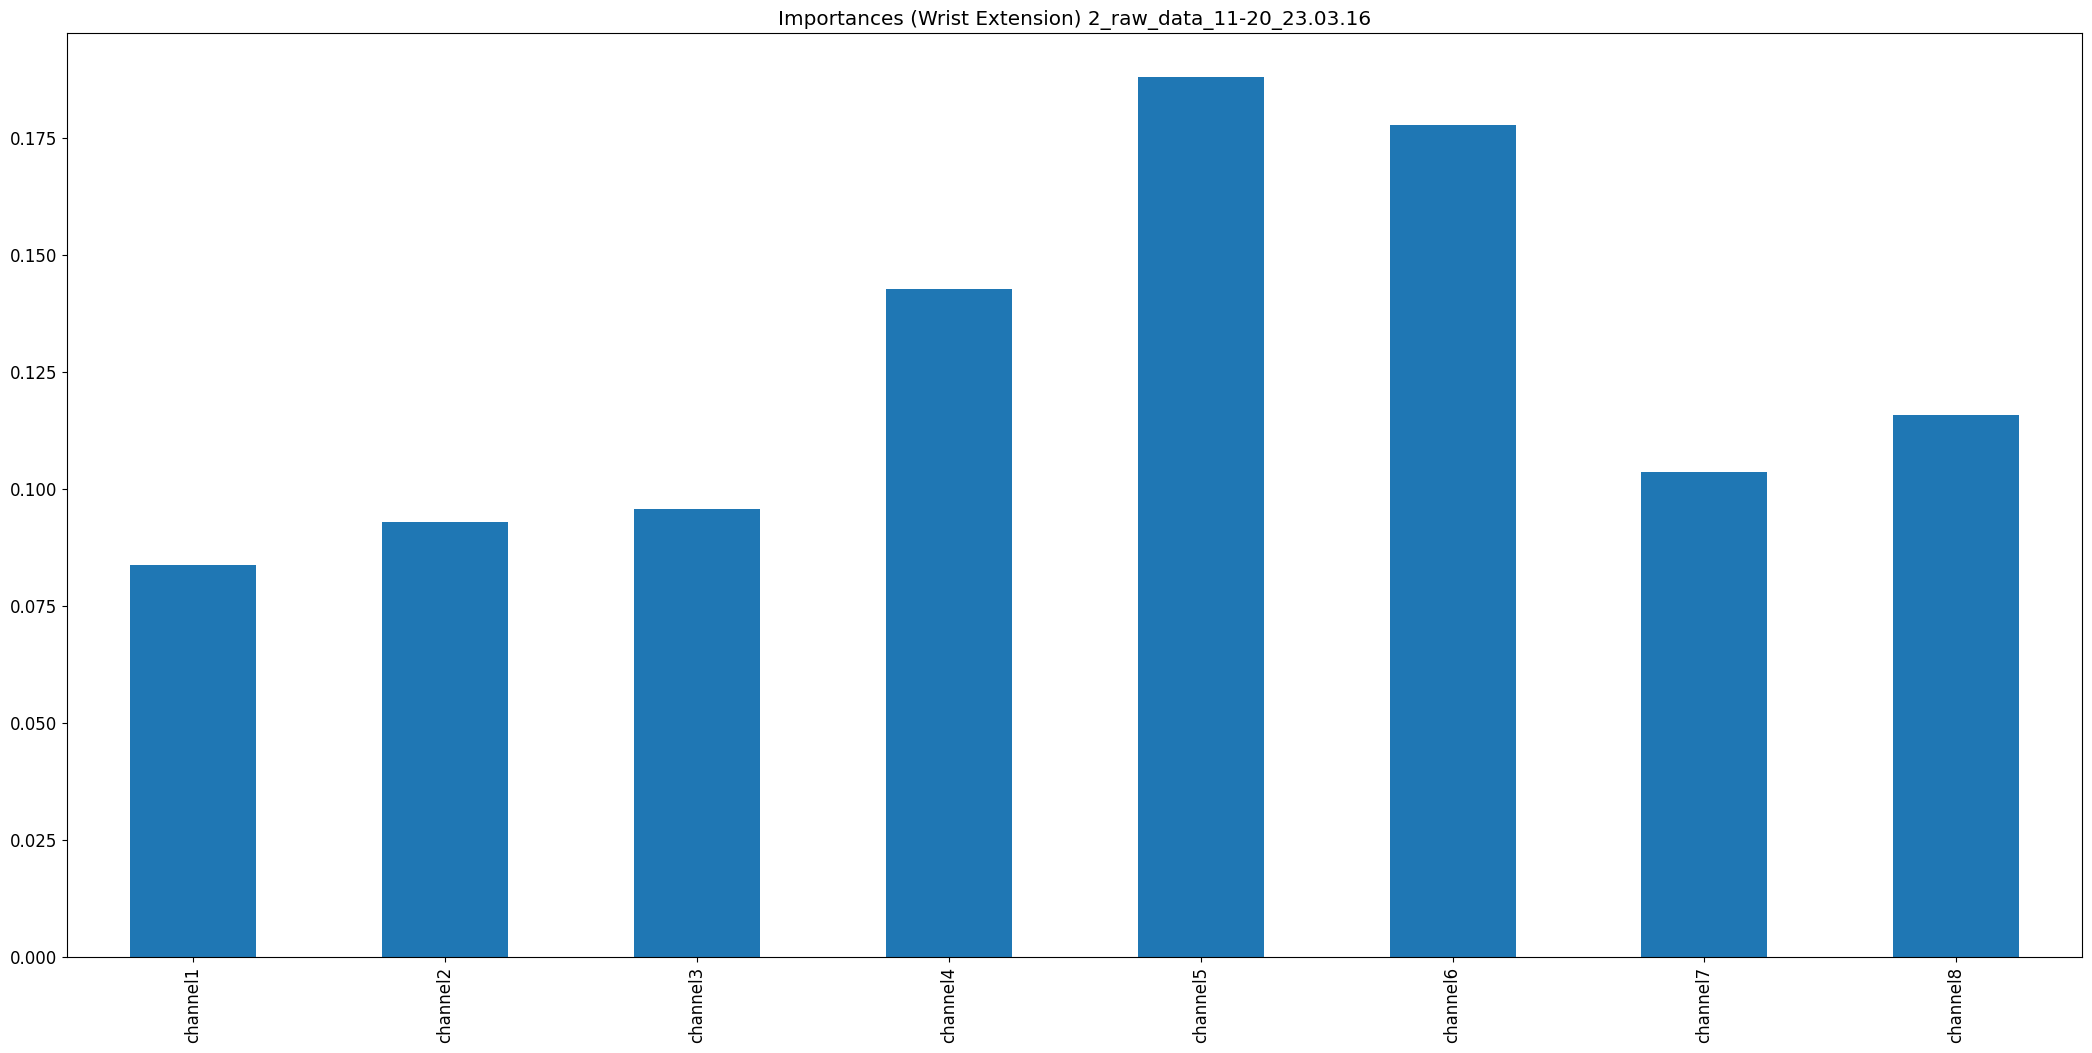 Importances (Wrist Extension) 2_raw_data_11-20_23.03.16
0.175
0.150
0.125
0.100
0.075
0.050
0.025
0.000
channel1
channel2
channel3
channel4
channel5
channel6
channel7
channel8